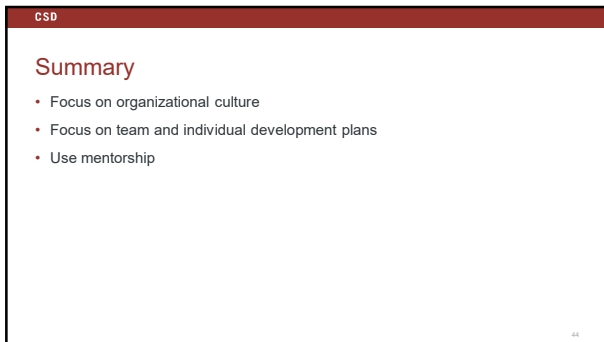 CSD
Summary
• Focus on organizational culture
• Focus on team and individual development plans
• Use mentorship
44